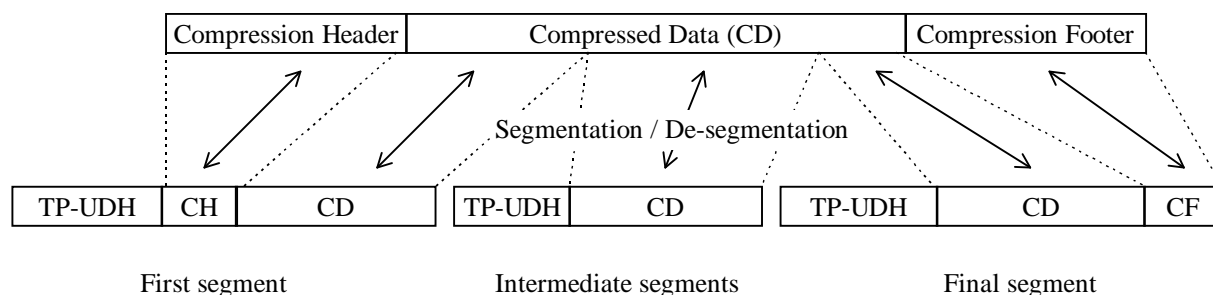 Compression Header Compressed Data (CD) Compression Footer
Segmentation / De-segmentation
TP-UDH CH CD TP-UDH CD TP-UDH CD CF
First segment Intermediate segments Final segment